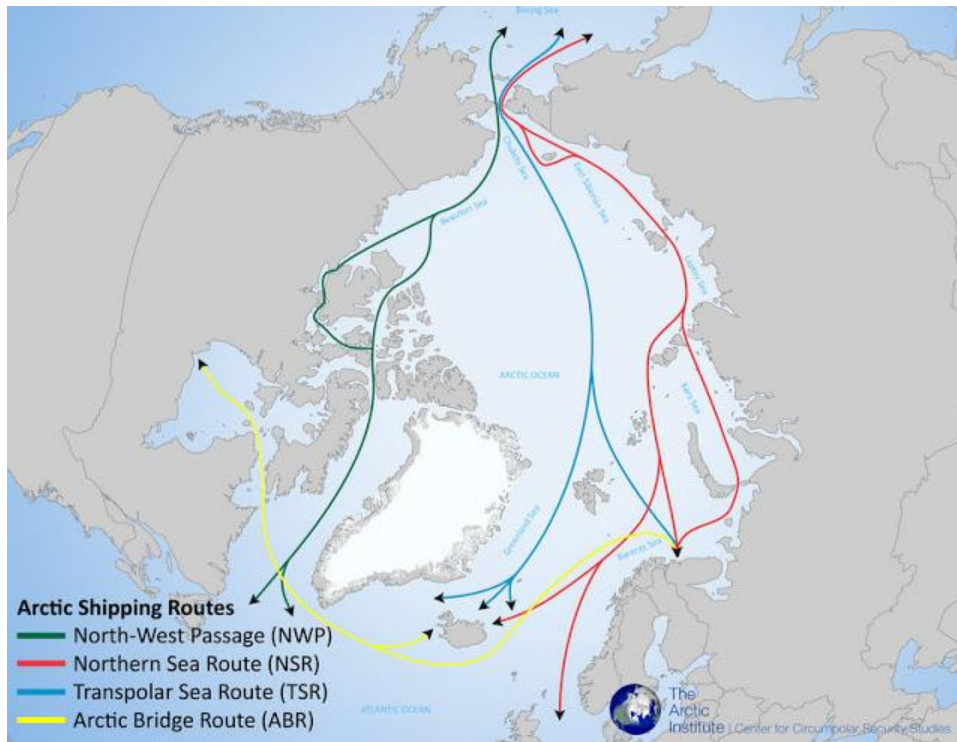 Bering Sea
Chukchi Sea
East Siberian Sea
Beaufort Sea
Laptev Sea
ARCTIC OCEAN
Kara Sea
Greenland Sea
Barents Sea
Arctic Shipping Routes
North-West Passage (NWP)
Northern Sea Route (NSR)
Transpolar Sea Route (TSR)
Arctic Bridge Route (ABR)
ATLANTIC OCEAN
The
Arctic
Institute | Center for Circumpolar Security Studies